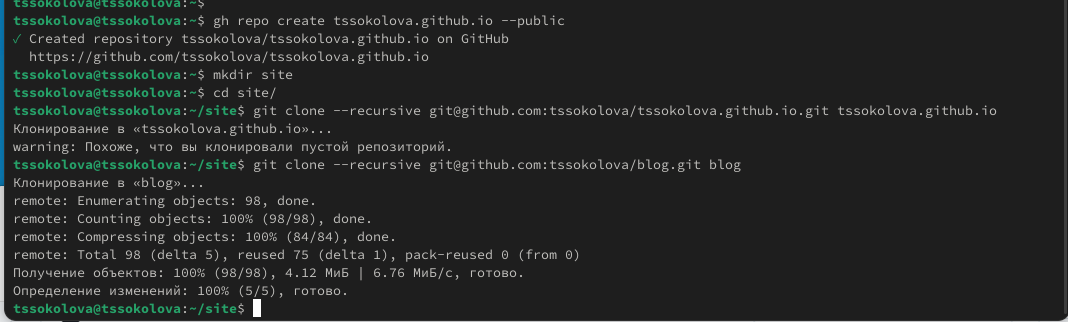 tssokolova@tssokolova:~$
tssokolova@tssokolova:~$ gh repo create tssokolova.github.io --public
✓ Created repository tssokolova/tssokolova.github.io on GitHub
  https://github.com/tssokolova/tssokolova.github.io
tssokolova@tssokolova:~$ mkdir site
tssokolova@tssokolova:~$ cd site/
tssokolova@tssokolova:~/site$ git clone --recursive git@github.com:tssokolova/tssokolova.github.io.git tssokolova.github.io
Клонирование в «tssokolova.github.io»...
warning: Похоже, что вы клонировали пустой репозиторий.
tssokolova@tssokolova:~/site$ git clone --recursive git@github.com:tssokolova/blog.git blog
Клонирование в «blog»...
remote: Enumerating objects: 98, done.
remote: Counting objects: 100% (98/98), done.
remote: Compressing objects: 100% (84/84), done.
remote: Total 98 (delta 5), reused 75 (delta 1), pack-reused 0 (from 0)
Получение объектов: 100% (98/98), 4.12 МиБ | 6.76 МиБ/с, готово.
Определение изменений: 100% (5/5), готово.
tssokolova@tssokolova:~/site$